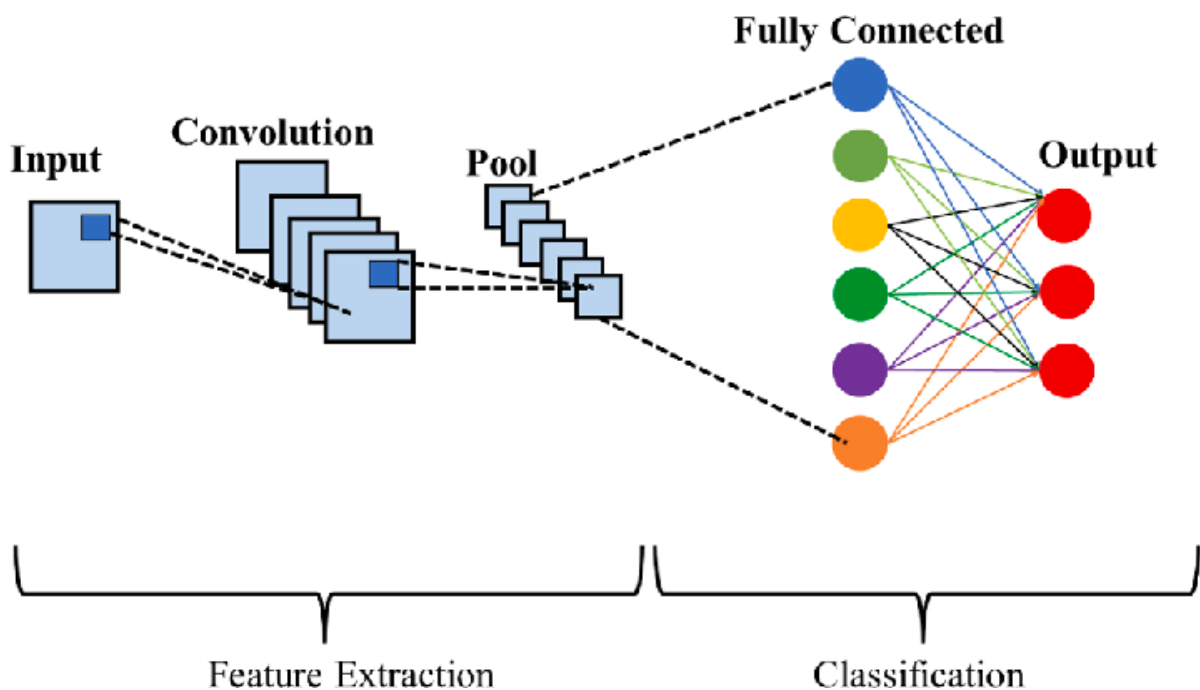 Fully Connected
Convolution
Input
Pool
Output
Feature Extraction
Classification